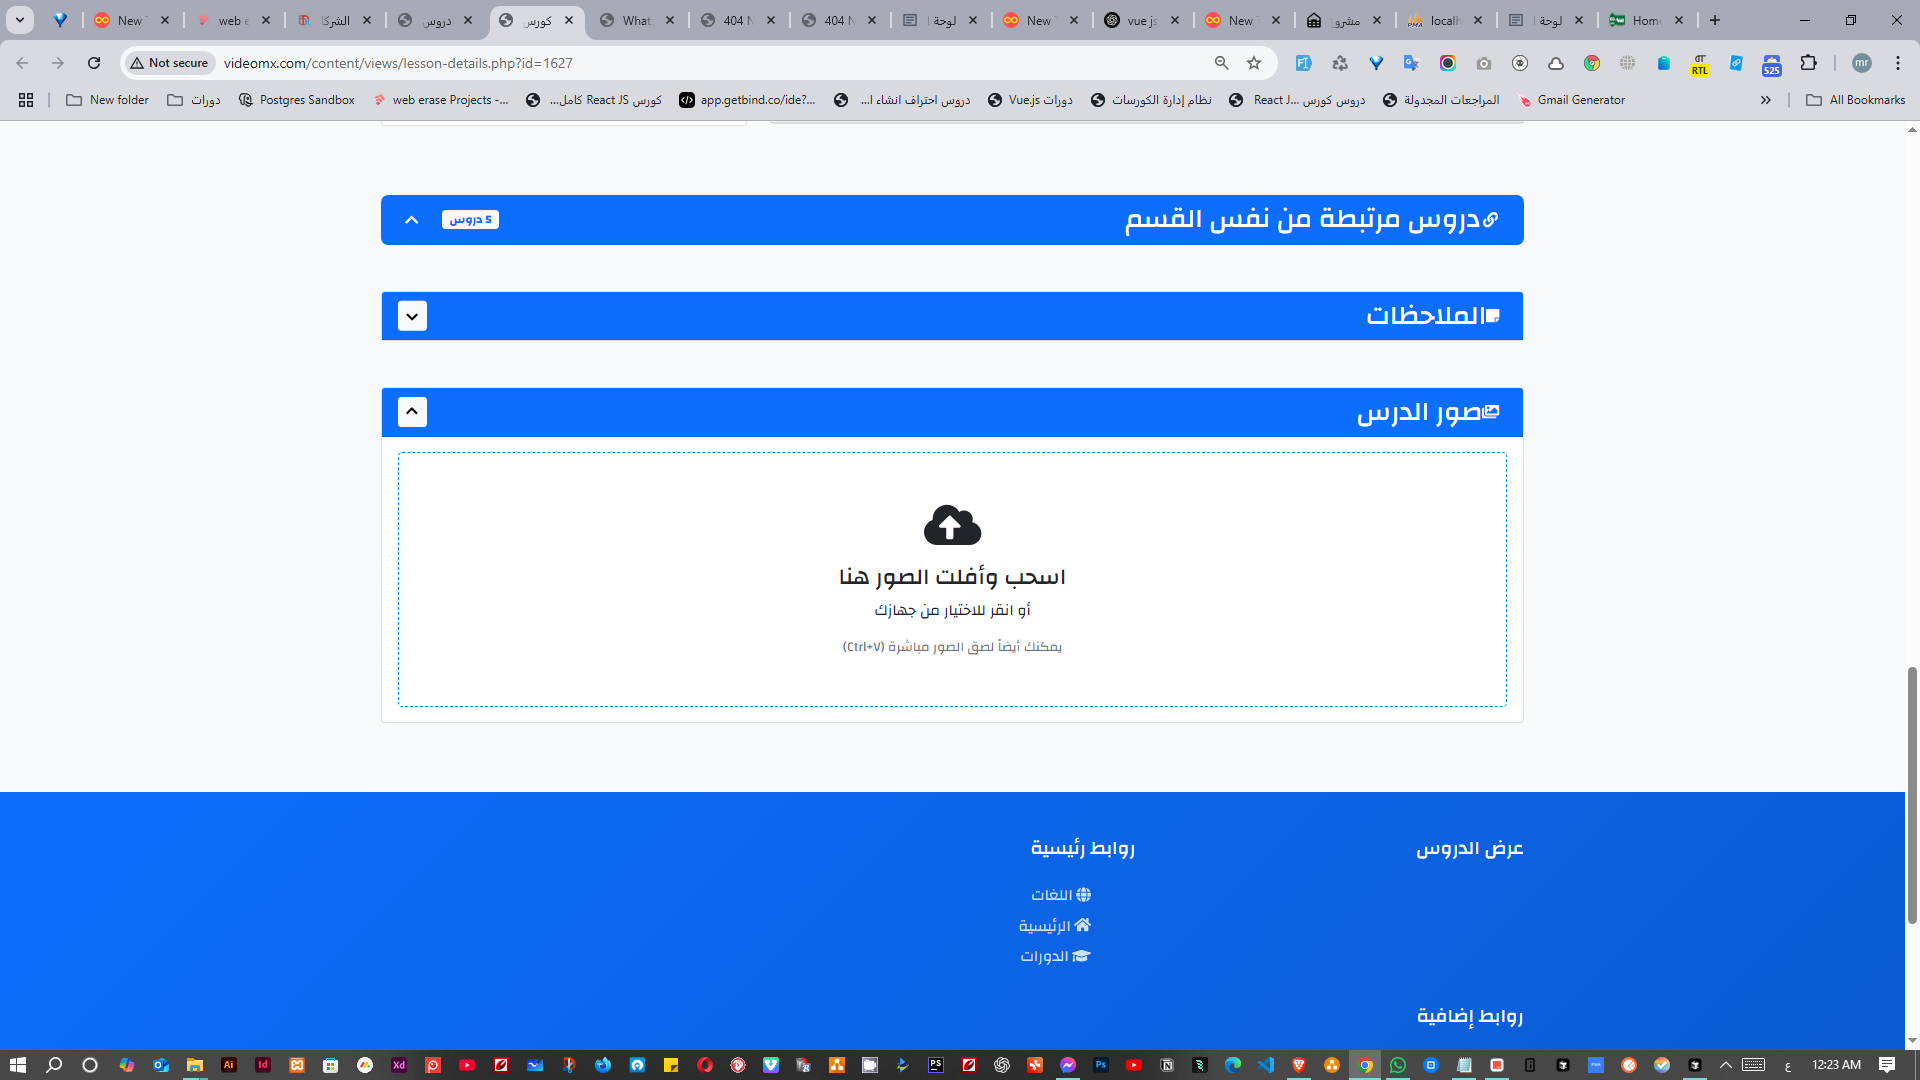 New
web e
الشركا
دروس
كورس
What
404 N
404 N
لوحة ا
New
vue js
New
مشروع
localh
لوحة ا
Home
Not secure
videomx.com/content/views/lesson-details.php?id=1627
RTL
525
mr
New folder
دورات
Postgres Sandbox
web erase Projects -...
كورس React JS كامل...
app.getbind.co/ide?...
دروس احتراف انشاء ا...
دورات Vue.js
نظام إدارة الكورسات
دروس كورس React J...
المراجعات المجدولة
Gmail Generator
All Bookmarks
دروس مرتبطة من نفس القسم
5 دروس
الملاحظات
صور الدرس
اسحب وأفلت الصور هنا
أو انقر للاختيار من جهازك
يمكنك أيضاً لصق الصور مباشرة (Ctrl+V)
عرض الدروس
روابط رئيسية
اللغات
الرئيسية
الدورات
روابط إضافية
ع
12:23 AM